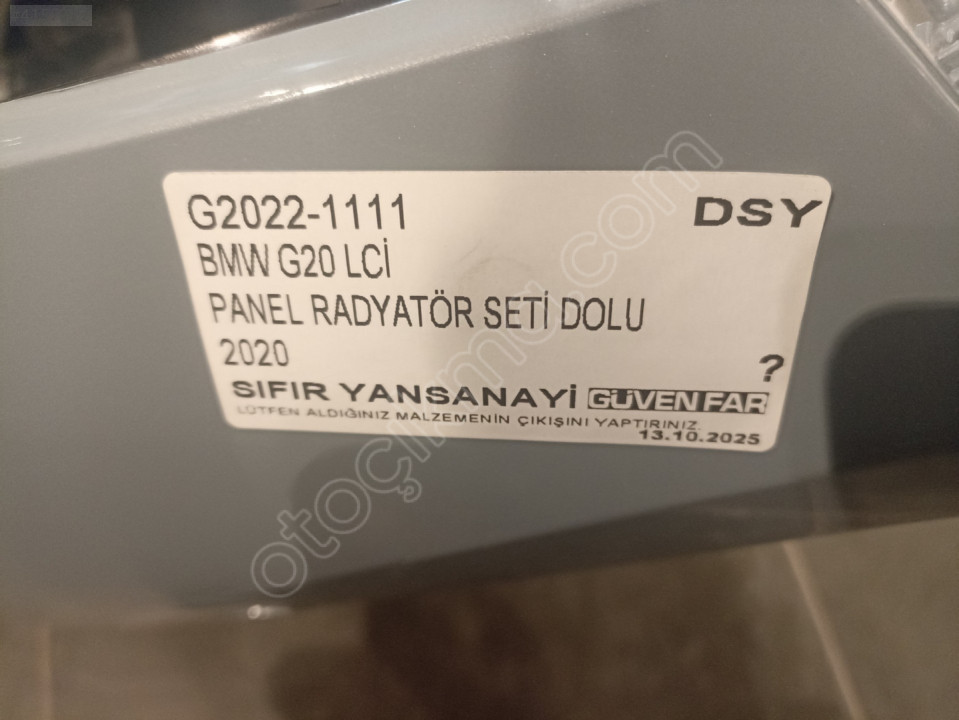 G2022-1111 DSY
BMW G20 LCİ
PANEL RADYATÖR SETİ DOLU
2020 ?
SIFIR YANSANAYİ GÜVEN FAR
LÜTFEN ALDIĞINIZ MALZEMENİN ÇIKIŞINI YAPTIRINIZ.
13.10.2025
otoçıkma.com